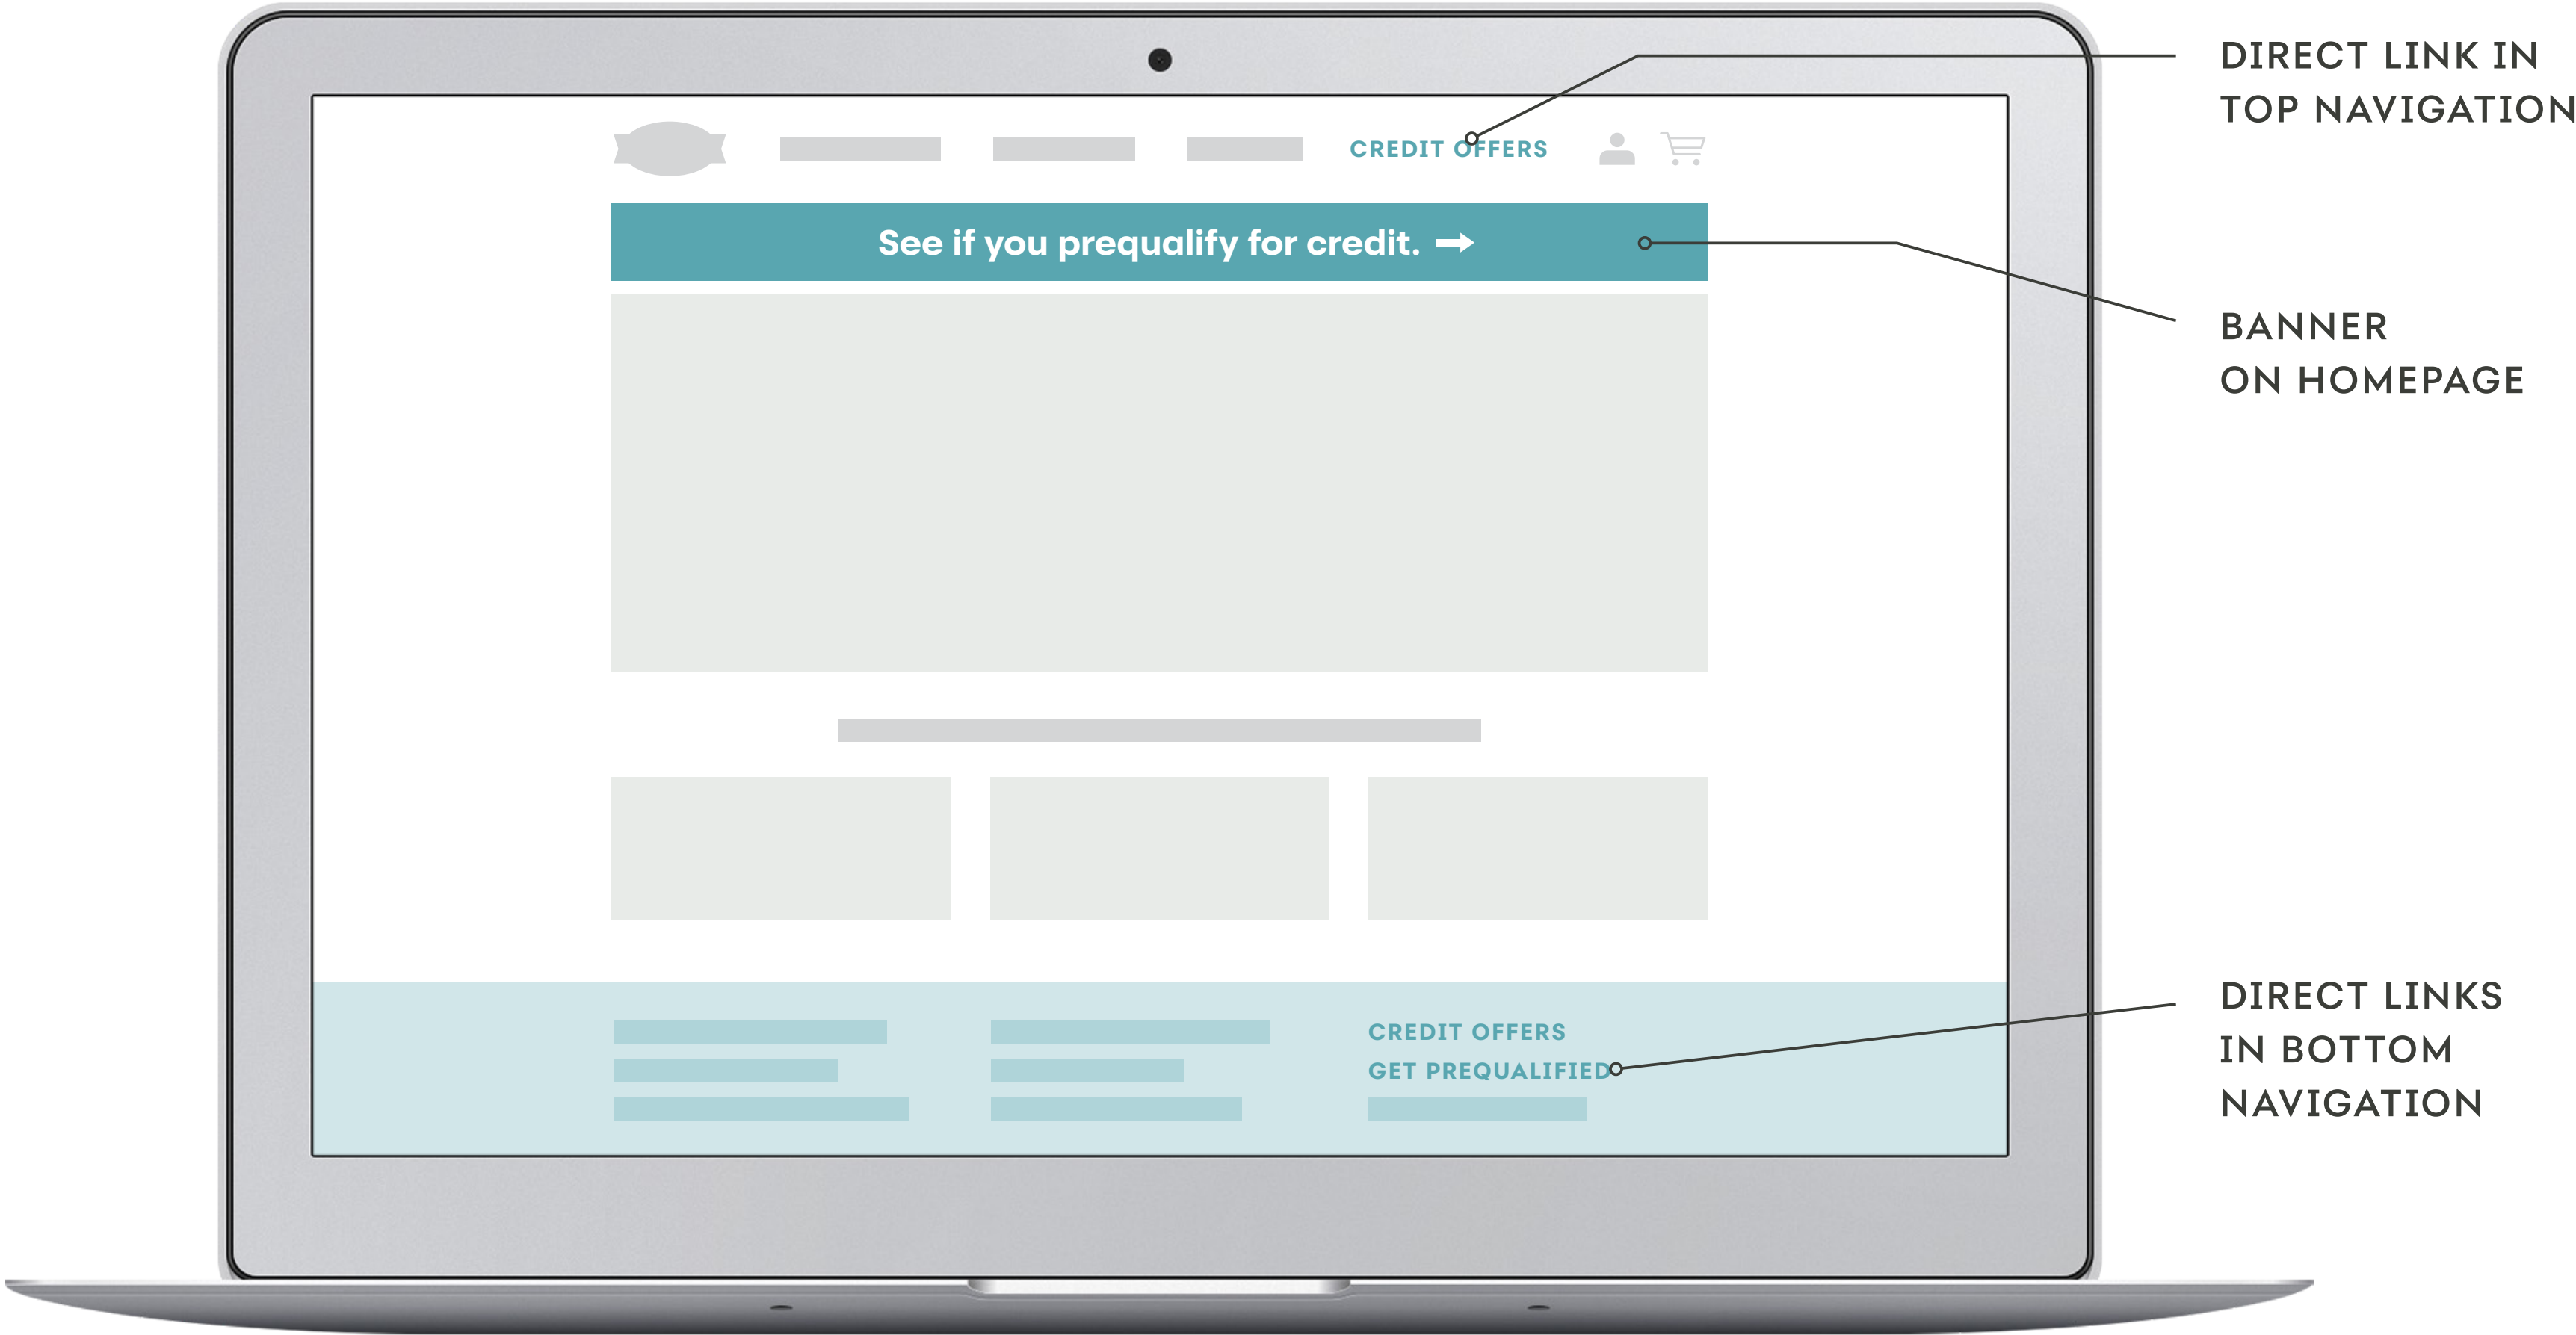 DIRECT LINK IN
TOP NAVIGATION
CREDIT OFFERS
See if you prequalify for credit.
BANNER
ON HOMEPAGE
DIRECT LINKS
IN BOTTOM
NAVIGATION
CREDIT OFFERS
GET PREQUALIFIED